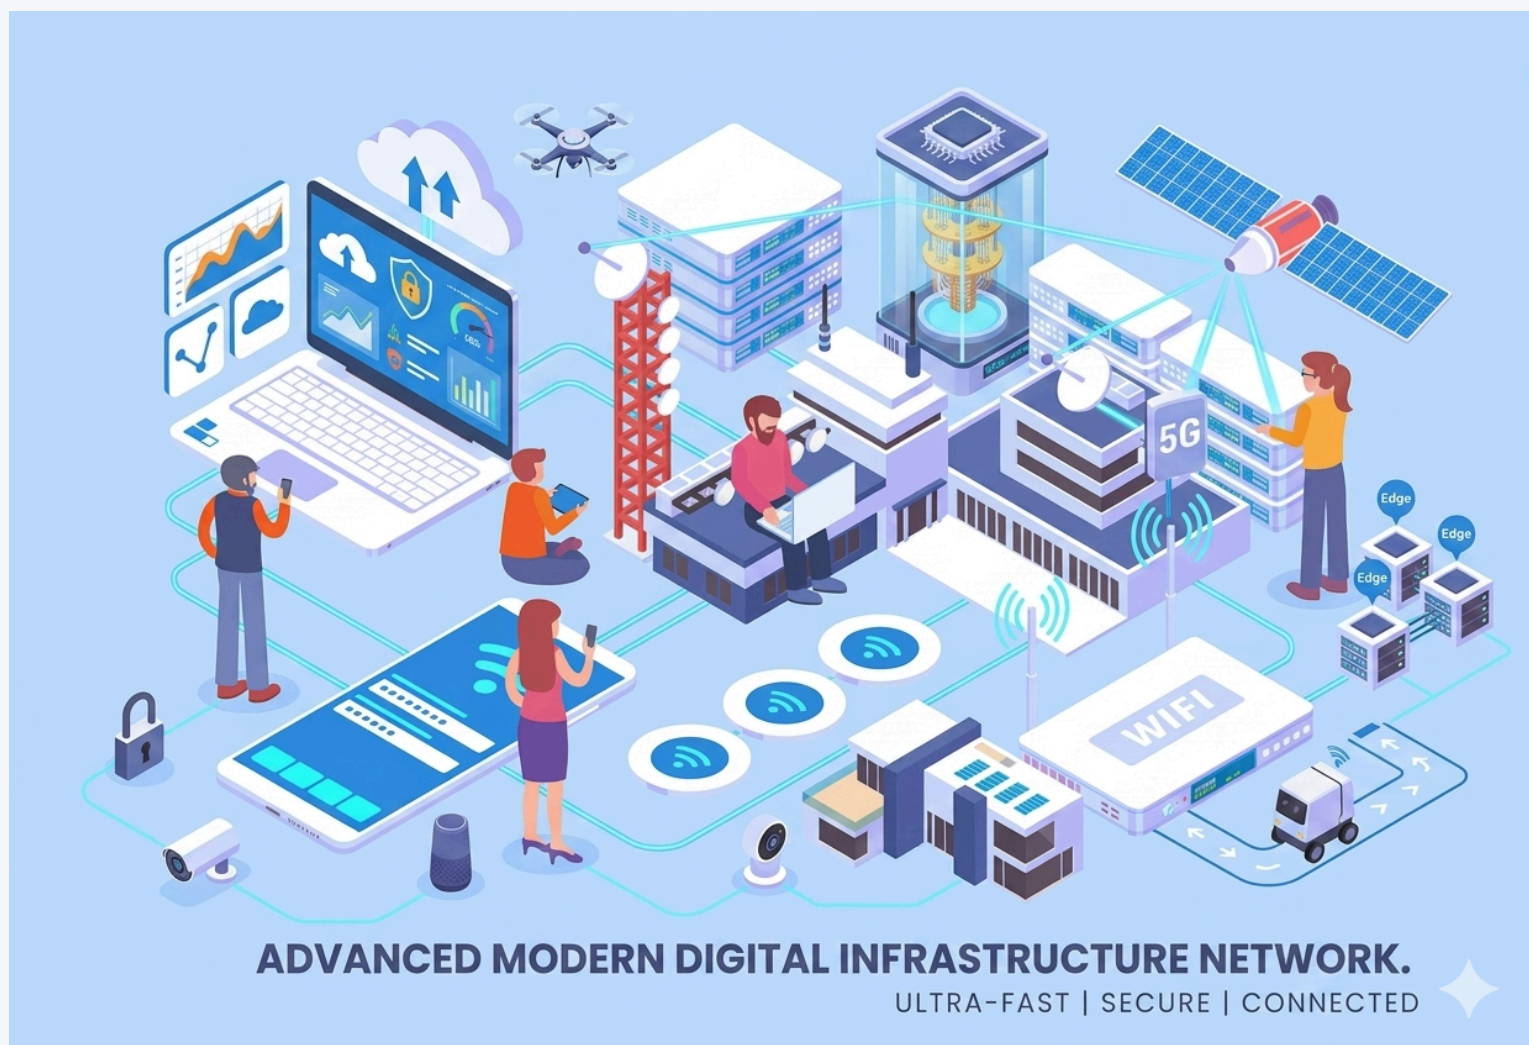 5G
Edge
Edge
Edge
WIFI
ADVANCED MODERN DIGITAL INFRASTRUCTURE NETWORK.
ULTRA-FAST | SECURE | CONNECTED